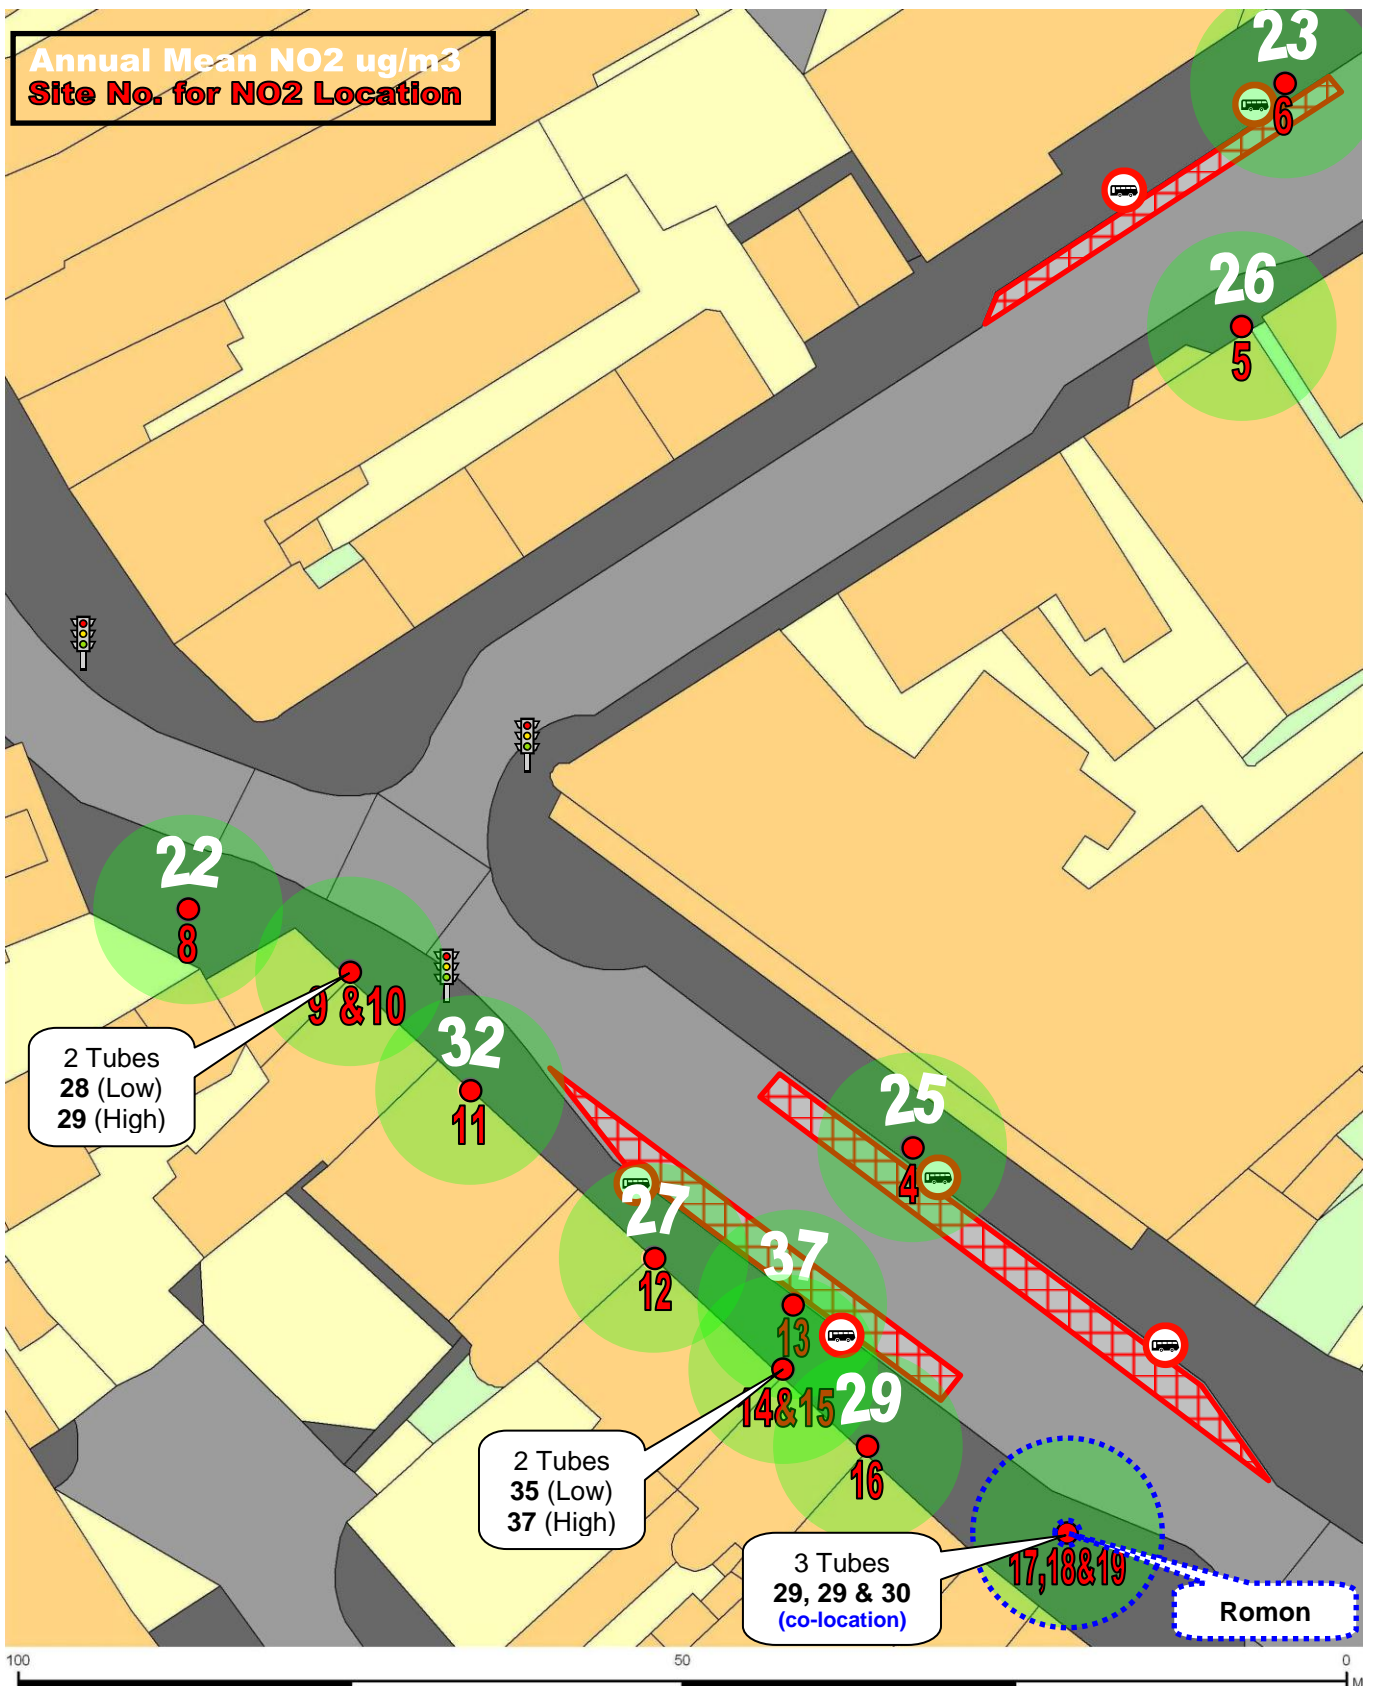 Annual Mean NO2 ug/m3
Site No. for NO2 Location
23
6
26
5
22
8
9 &10
2 Tubes
28 (Low)
29 (High)
32
11
25
4
27
12
37
13
14&15
29
16
2 Tubes
35 (Low)
37 (High)
17,18&19
3 Tubes
29, 29 & 30
(co-location)
Romon
100
50
0
M